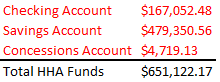 Checking Account $167,052.48
Savings Account $479,350.56
Concessions Account $4,719.13
Total HHA Funds $651,122.17